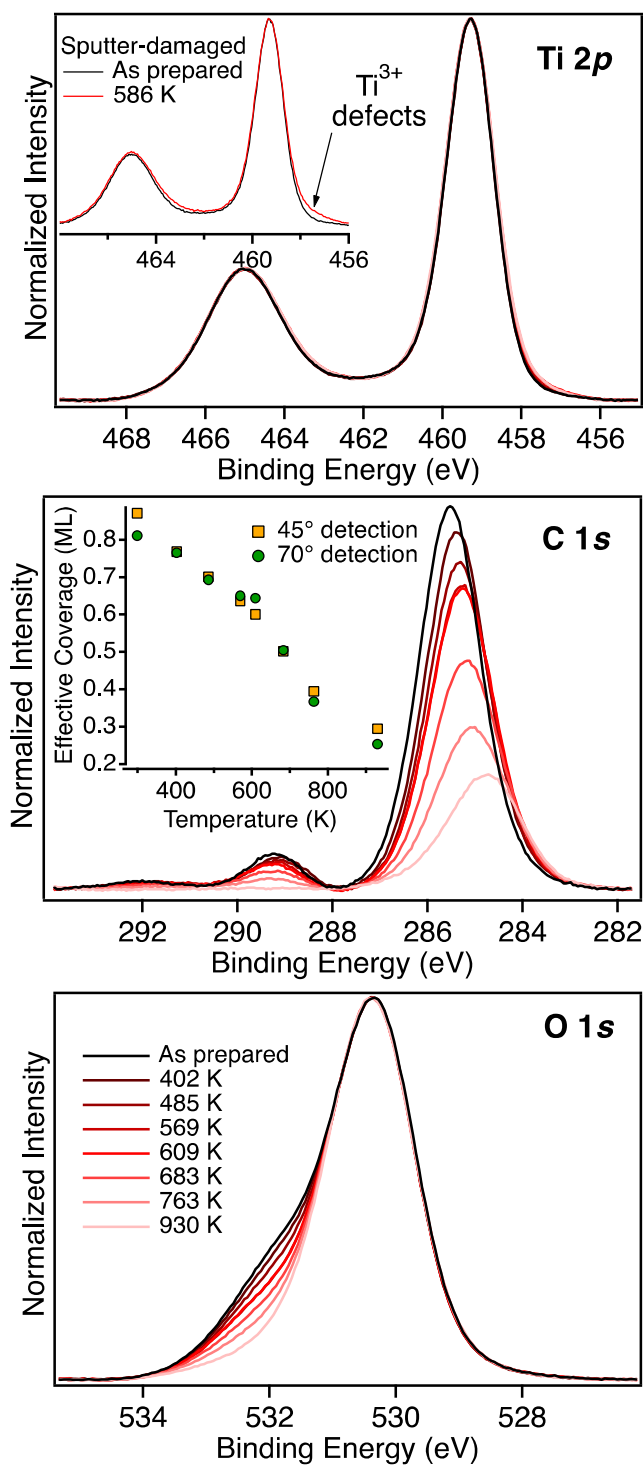 Ti 2p
Sputter-damaged
As prepared
586 K
Ti3+
defects
464
460
456
Normalized Intensity
468
466
464
462
460
458
456
Binding Energy (eV)
C 1s
45° detection
70° detection
Effective Coverage (ML)
0.8
0.7
0.6
0.5
0.4
0.3
0.2
400
600
800
Temperature (K)
Normalized Intensity
292
290
288
286
284
282
Binding Energy (eV)
O 1s
As prepared
402 K
485 K
569 K
609 K
683 K
763 K
930 K
Normalized Intensity
534
532
530
528
Binding Energy (eV)